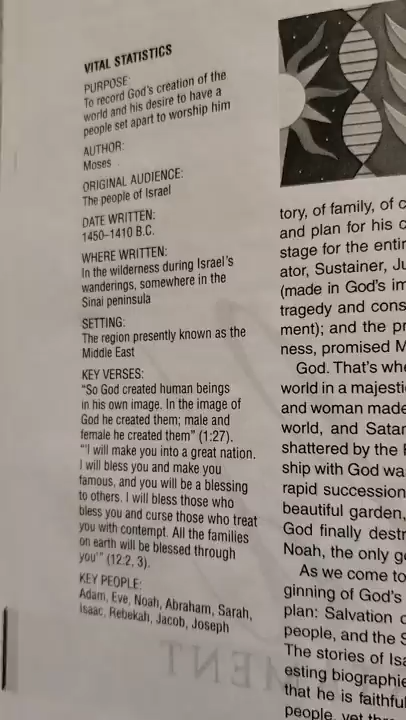 VITAL STATISTICS
PURPOSE:
To record God's creation of the
world and his desire to have a
people set apart to worship him
AUTHOR:
Moses
ORIGINAL AUDIENCE:
The people of Israel
DATE WRITTEN:
1450–1410 B.C.
WHERE WRITTEN:
In the wilderness during Israel's
wanderings, somewhere in the
Sinai peninsula
SETTING:
The region presently known as the
Middle East
KEY VERSES:
"So God created human beings
in his own image. In the image of
God he created them; male and
female he created them" (1:27).
"'I will make you into a great nation.
I will bless you and make you
famous, and you will be a blessing
to others. I will bless those who
bless you and curse those who treat
you with contempt. All the families
on earth will be blessed through
you'" (12:2, 3).
KEY PEOPLE:
Adam, Eve, Noah, Abraham, Sarah,
Isaac, Rebekah, Jacob, Joseph
tory, of family, of
and plan for his
stage for the entir
ator, Sustainer, Ju
(made in God's im
tragedy and cons
ment); and the pr
ness, promised M
God. That's whe
world in a majesti
and woman made
world, and Satan
shattered by the
ship with God wa
rapid succession
beautiful garden,
God finally destr
Noah, the only go
As we come to
ginning of God's
plan: Salvation
people, and the S
The stories of Isa
esting biographie
that he is faithful
people, yet